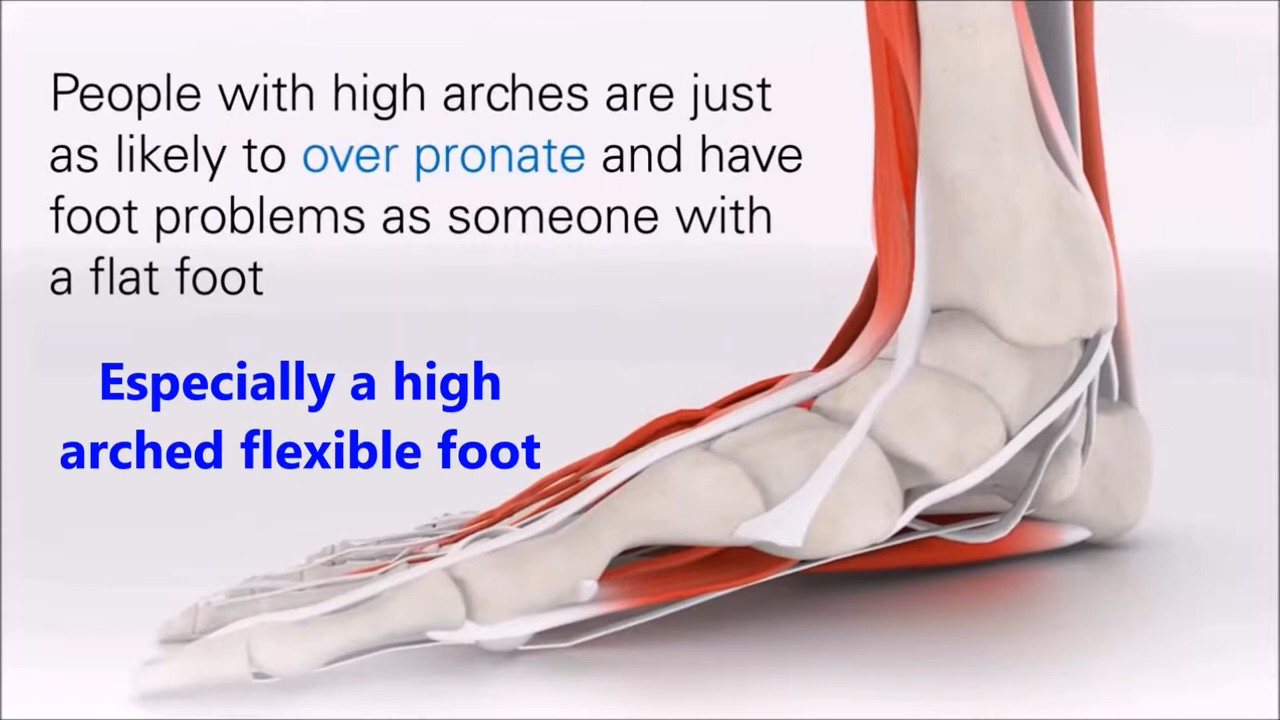 People with high arches are just
as likely to over pronate and have
foot problems as someone with
a flat foot
Especially a high
arched flexible foot